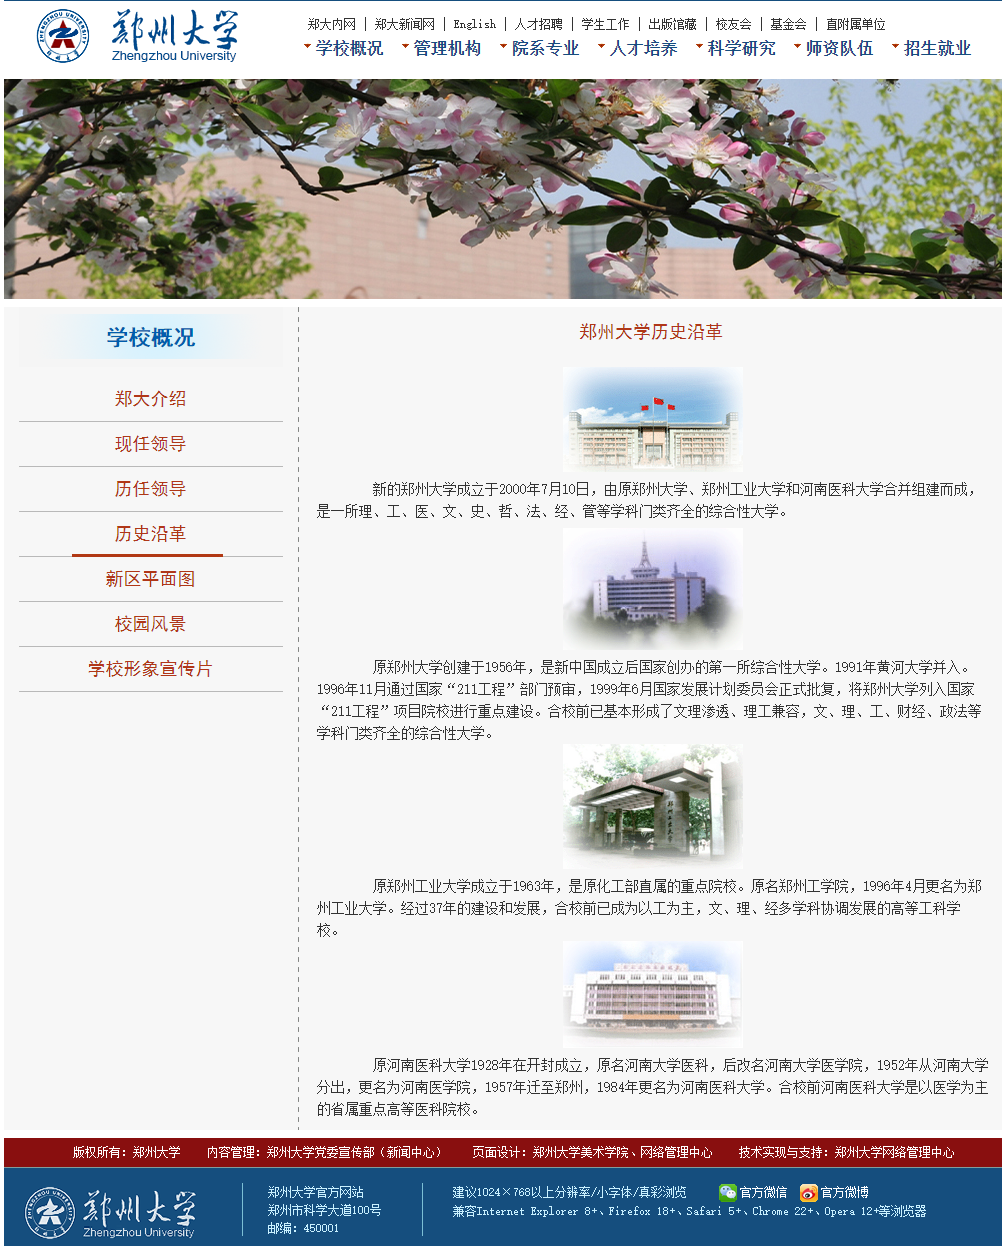 郑州大学
Zhengzhou University
郑大内网 | 郑大新闻网 | English | 人才招聘 | 学生工作 | 出版馆藏 | 校友会 | 基金会 | 直附属单位
学校概况 管理机构 院系专业 人才培养 科学研究 师资队伍 招生就业
学校概况
郑大介绍
现任领导
历任领导
历史沿革
新区平面图
校园风景
学校形象宣传片
郑州大学历史沿革
新的郑州大学成立于2000年7月10日，由原郑州大学、郑州工业大学和河南医科大学合并组建而成，
是一所理、工、医、文、史、哲、法、经、管等学科门类齐全的综合性大学。
原郑州大学创建于1956年，是新中国成立后国家创办的第一所综合性大学。1991年黄河大学并入。
1996年11月通过国家“211工程”部门预审，1999年6月国家发展计划委员会正式批复，将郑州大学列入国家
“211工程”项目院校进行重点建设。合校前已基本形成了文理渗透、理工兼容，文、理、工、财经、政法等
学科门类齐全的综合性大学。
原郑州工业大学成立于1963年，是原化工部直属的重点院校。原名郑州工学院，1996年4月更名为郑
州工业大学。经过37年的建设和发展，合校前已成为以工为主，文、理、经多学科协调发展的高等工科学
校。
原河南医科大学1928年在开封成立，原名河南大学医科，后改名河南大学医学院，1952年从河南大学
分出，更名为河南医学院，1957年迁至郑州，1984年更名为河南医科大学。合校前河南医科大学是以医学为主
的省属重点高等医科院校。
版权所有：郑州大学 内容管理：郑州大学党委宣传部（新闻中心） 页面设计：郑州大学美术学院、网络管理中心 技术实现与支持：郑州大学网络管理中心
郑州大学
Zhengzhou University
郑州大学官方网站
郑州市科学大道100号
邮编：450001
建议1024×768以上分辨率/小字体/真彩浏览 官方微信 官方微博
兼容Internet Explorer 8+、Firefox 18+、Safari 5+、Chrome 22+、Opera 12+等浏览器